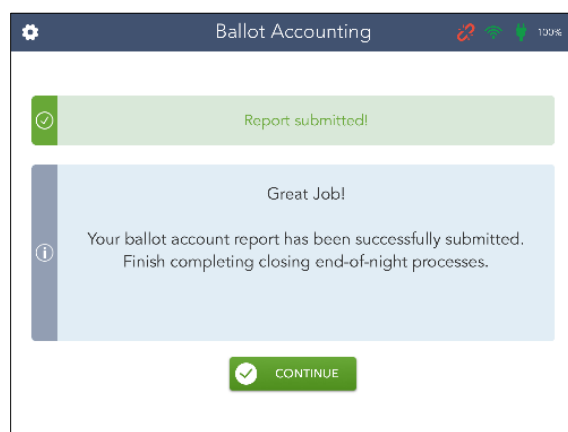 Ballot Accounting
100%
Report submitted!
Great Job!
Your ballot account report has been successfully submitted.
Finish completing closing end-of-night processes.
CONTINUE